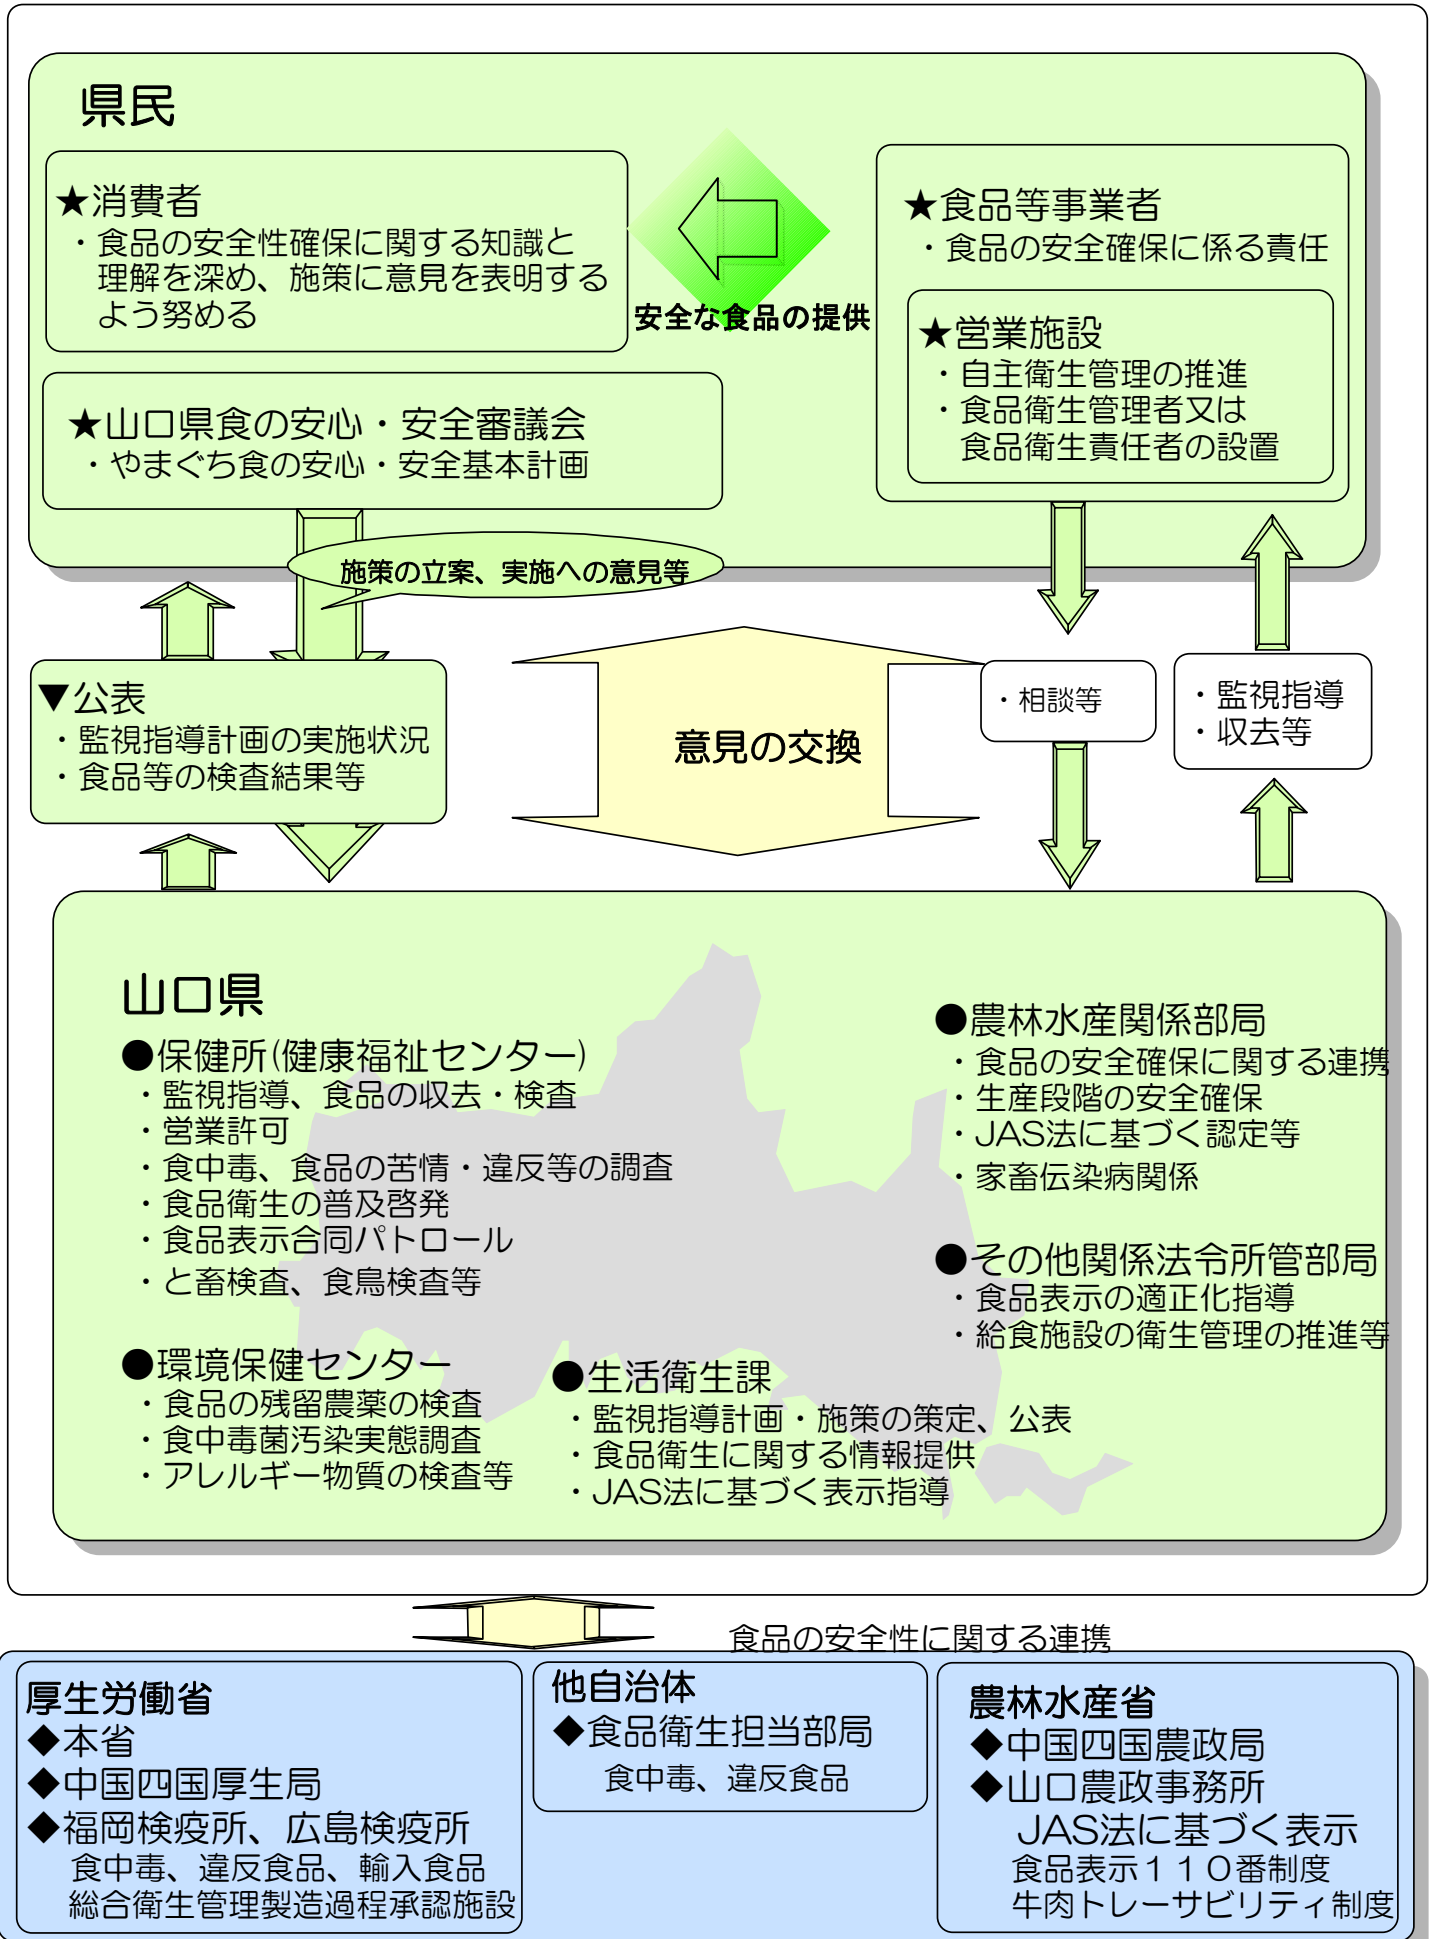 県民
★消費者
・食品の安全性確保に関する知識と
理解を深め、施策に意見を表明する
よう努める
安全な食品の提供
★食品等事業者
・食品の安全確保に係る責任
★営業施設
・自主衛生管理の推進
・食品衛生管理者又は
食品衛生責任者の設置
★山口県食の安心・安全審議会
・やまぐち食の安心・安全基本計画
施策の立案、実施への意見等
▼公表
・監視指導計画の実施状況
・食品等の検査結果等
意見の交換
・相談等
・監視指導
・収去等
山口県
●保健所(健康福祉センター)
・監視指導、食品の収去・検査
・営業許可
・食中毒、食品の苦情・違反等の調査
・食品衛生の普及啓発
・食品表示合同パトロール
・と畜検査、食鳥検査等
●環境保健センター
・食品の残留農薬の検査
・食中毒菌汚染実態調査
・アレルギー物質の検査等
●生活衛生課
・監視指導計画・施策の策定、公表
・食品衛生に関する情報提供
・JAS法に基づく表示指導
●農林水産関係部局
・食品の安全確保に関する連携
・生産段階の安全確保
・JAS法に基づく認定等
・家畜伝染病関係
●その他関係法令所管部局
・食品表示の適正化指導
・給食施設の衛生管理の推進等
食品の安全性に関する連携
厚生労働省
◆本省
◆中国四国厚生局
◆福岡検疫所、広島検疫所
食中毒、違反食品、輸入食品
総合衛生管理製造過程承認施設
他自治体
◆食品衛生担当部局
食中毒、違反食品
農林水産省
◆中国四国農政局
◆山口農政事務所
JAS法に基づく表示
食品表示１１０番制度
牛肉トレーサビリティ制度